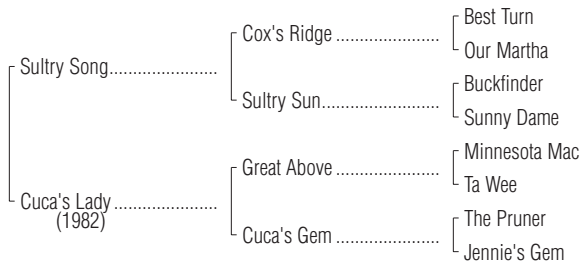 Best Turn
Cox's Ridge ....................
Our Martha
Sultry Song.....................
Buckfinder
Sultry Sun.......................
Sunny Dame
Minnesota Mac
Great Above ....................
Ta Wee
Cuca's Lady ....................
(1982)
The Pruner
Cuca's Gem ....................
Jennie's Gem